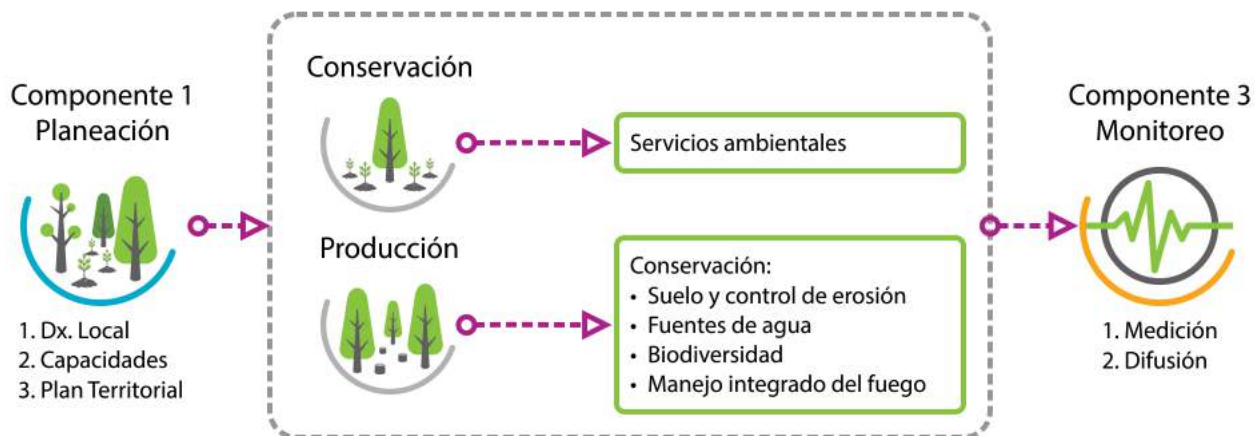 Componente 1
Planeación
1. Dx. Local
2. Capacidades
3. Plan Territorial
Conservación
Servicios ambientales
Producción
Conservación:
• Suelo y control de erosión
• Fuentes de agua
• Biodiversidad
• Manejo integrado del fuego
Componente 3
Monitoreo
1. Medición
2. Difusión